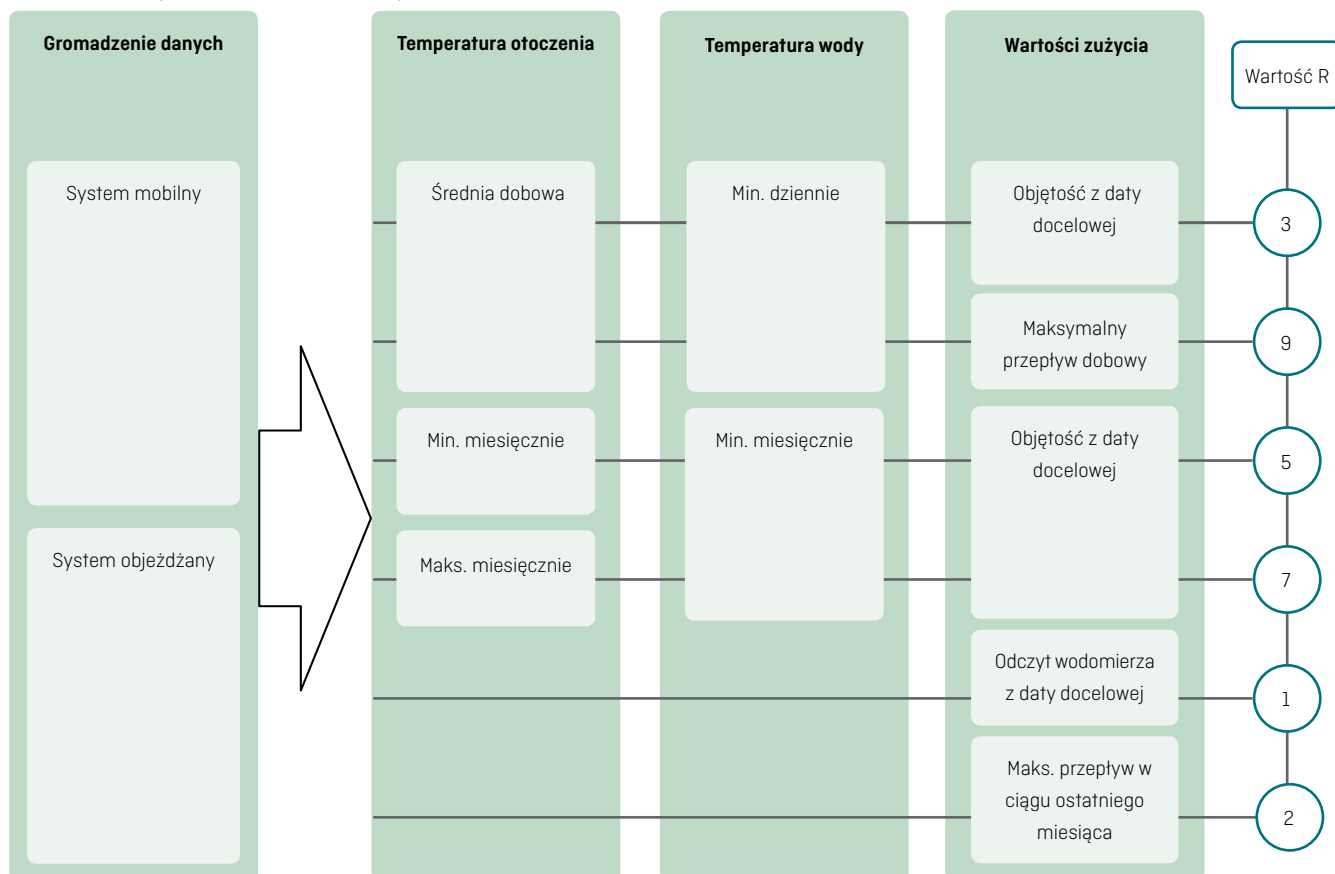 Gromadzenie danych
System mobilny
System objeżdżany
Temperatura otoczenia
Średnia dobowa
Min. miesięcznie
Maks. miesięcznie
Temperatura wody
Min. dziennie
Min. miesięcznie
Wartości zużycia
Objętość z daty
docelowej
Maksymalny
przepływ dobowy
Objętość z daty
docelowej
Odczyt wodomierza
z daty docelowej
Maks. przepływ w
ciągu ostatniego
miesiąca
Wartość R
3
9
5
7
1
2